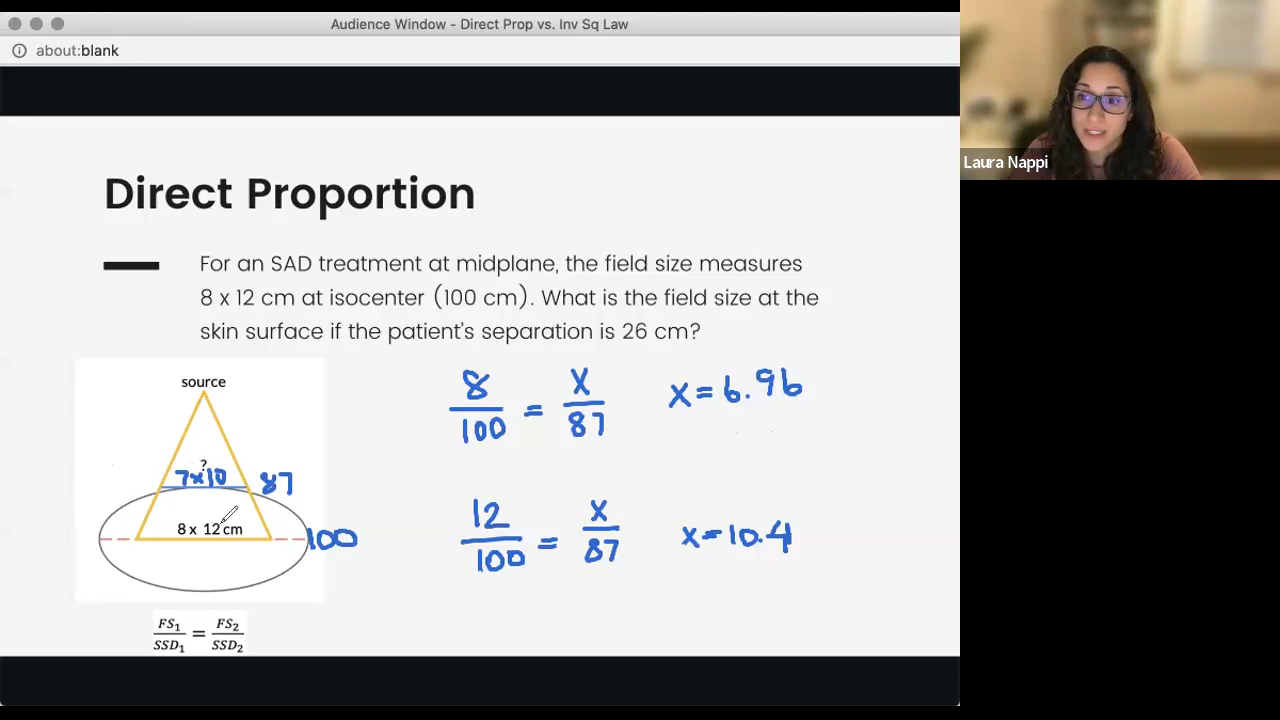 Audience Window - Direct Prop vs. Inv Sq Law
about:blank
Laura Nappi
Direct Proportion
For an SAD treatment at midplane, the field size measures
8 x 12 cm at isocenter (100 cm). What is the field size at the
skin surface if the patient's separation is 26 cm?
source
?
7x10 87
8 x 12 cm
100
FS1/SSD1 = FS2/SSD2
8/100 = X/87 x=6.96
12/100 = X/87 x=10.4